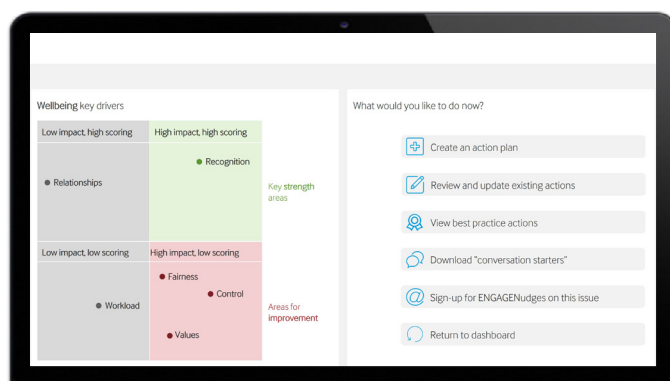 Wellbeing key drivers
Low impact, high scoring
High impact, high scoring
Recognition
Relationships
Key strength
areas
Low impact, low scoring
High impact, low scoring
Fairness
Control
Workload
Areas for
improvement
Values
What would you like to do now?
Create an action plan
Review and update existing actions
View best practice actions
Download "conversation starters"
Sign-up for ENGAGENudges on this issue
Return to dashboard